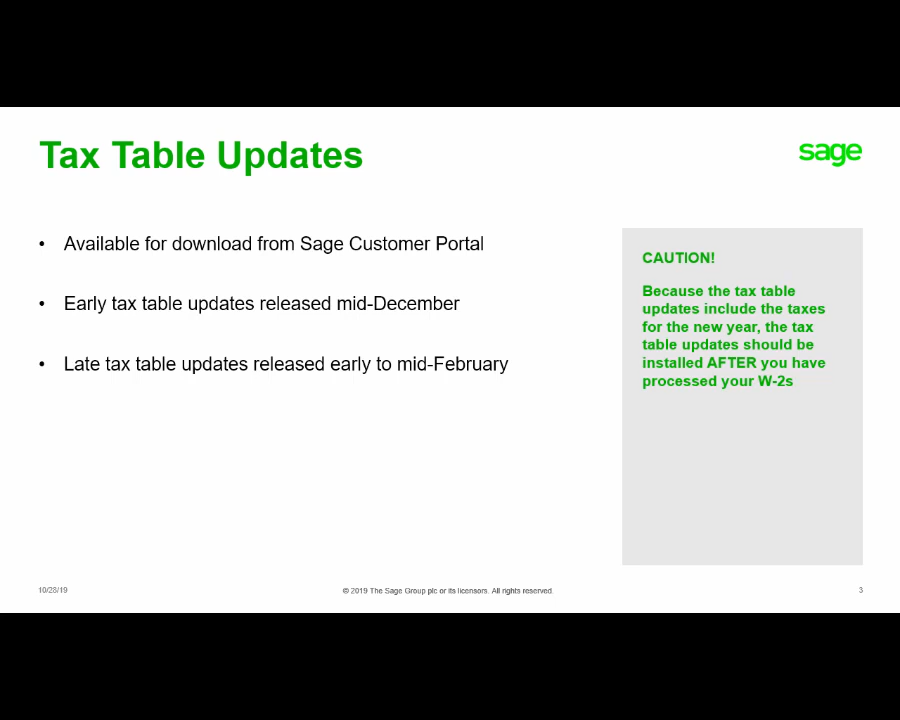 Tax Table Updates
sage
• Available for download from Sage Customer Portal
• Early tax table updates released mid-December
• Late tax table updates released early to mid-February
CAUTION!
Because the tax table
updates include the taxes
for the new year, the tax
table updates should be
installed AFTER you have
processed your W-2s
10/28/19
© 2019 The Sage Group plc or its licensors. All rights reserved.
3